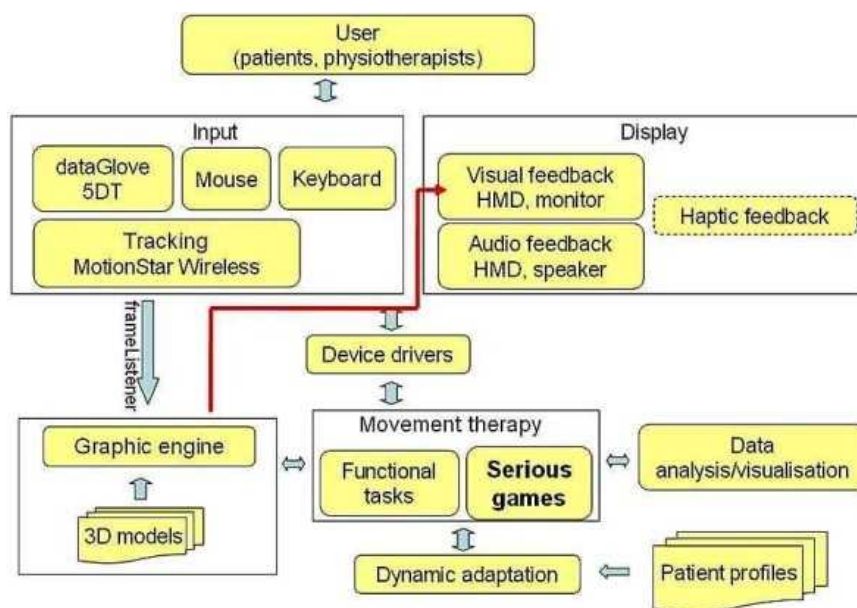 User
(patients, physiotherapists)
Input
dataGlove
5DT
Mouse
Keyboard
Tracking
MotionStar Wireless
Display
Visual feedback
HMD, monitor
Haptic feedback
Audio feedback
HMD, speaker
frameListener
Device drivers
Graphic engine
3D models
Movement therapy
Functional
tasks
Serious
games
Data
analysis/visualisation
Dynamic adaptation
Patient profiles